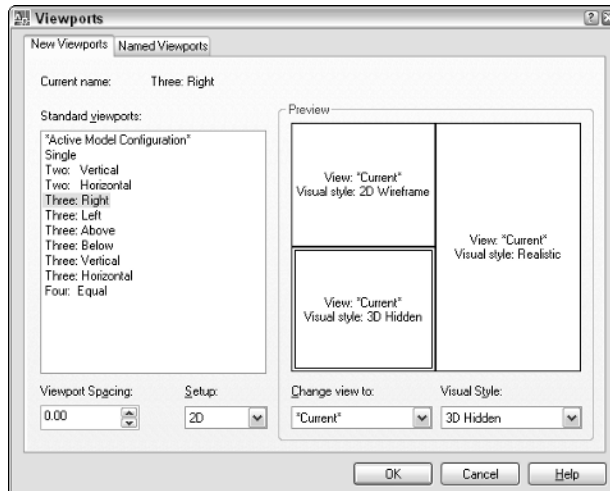 Viewports
New Viewports
Named Viewports
Current name: Three: Right
Standard viewports:
*Active Model Configuration*
Single
Two: Vertical
Two: Horizontal
Three: Right
Three: Left
Three: Above
Three: Below
Three: Vertical
Three: Horizontal
Four: Equal
Preview
View: *Current*
Visual style: 2D Wireframe
View: *Current*
Visual style: 3D Hidden
View: *Current*
Visual style: Realistic
Viewport Spacing:
0.00
Setup:
2D
Change view to:
*Current*
Visual Style:
3D Hidden
OK
Cancel
Help